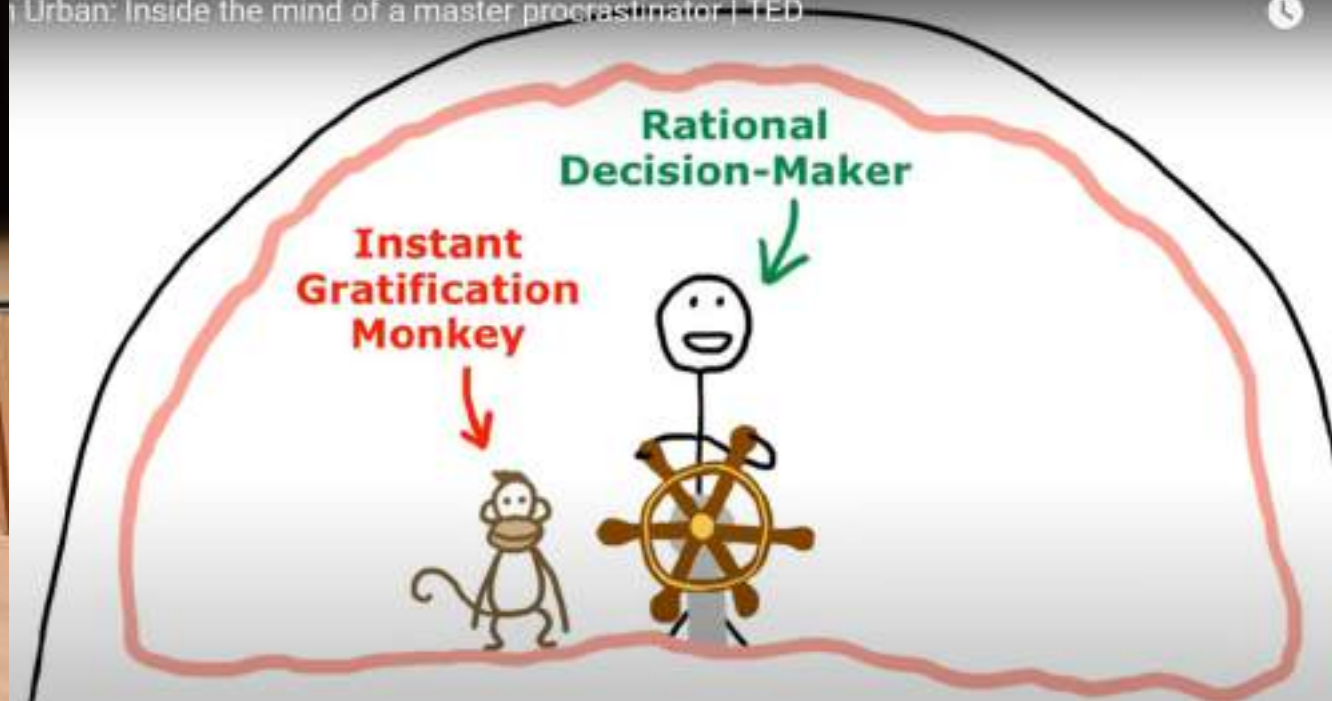 Urban: Inside the mind of a master procrastinator | TED
Rational
Decision-Maker
Instant
Gratification
Monkey